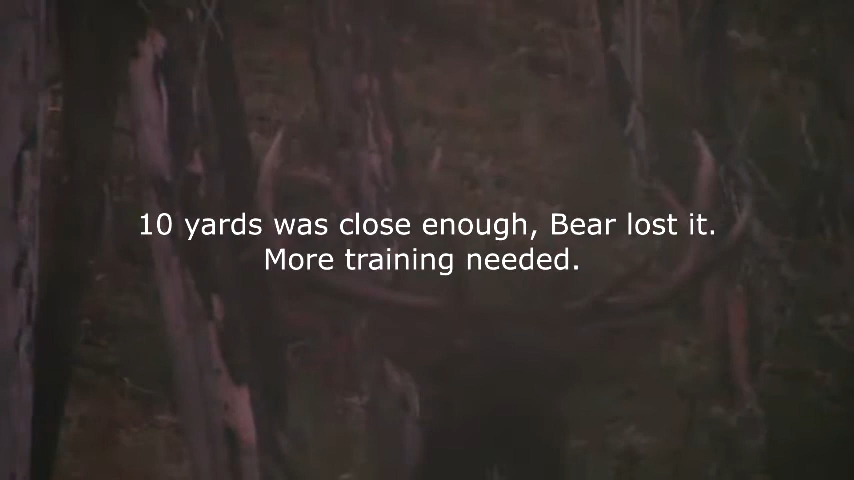 10 yards was close enough, Bear lost it.
More training needed.